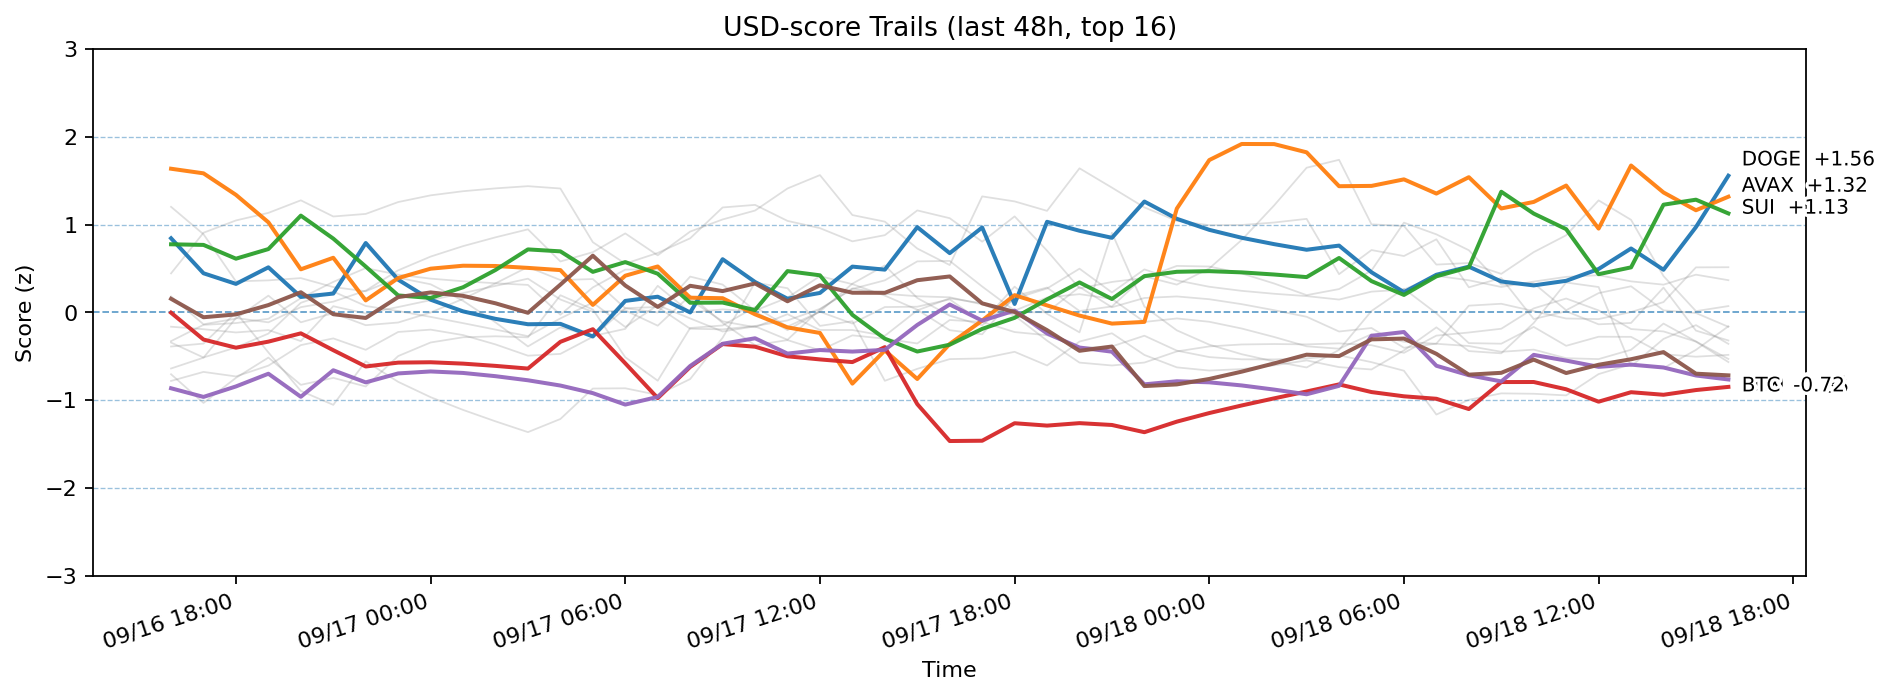 USD-score Trails (last 48h, top 16)
Score (z)
3
2
1
0
−1
−2
−3
DOGE +1.56
AVAX +1.32
SUI +1.13
BTC -0.72
09/16 18:00
09/17 00:00
09/17 06:00
09/17 12:00
09/17 18:00
09/18 00:00
09/18 06:00
09/18 12:00
09/18 18:00
Time